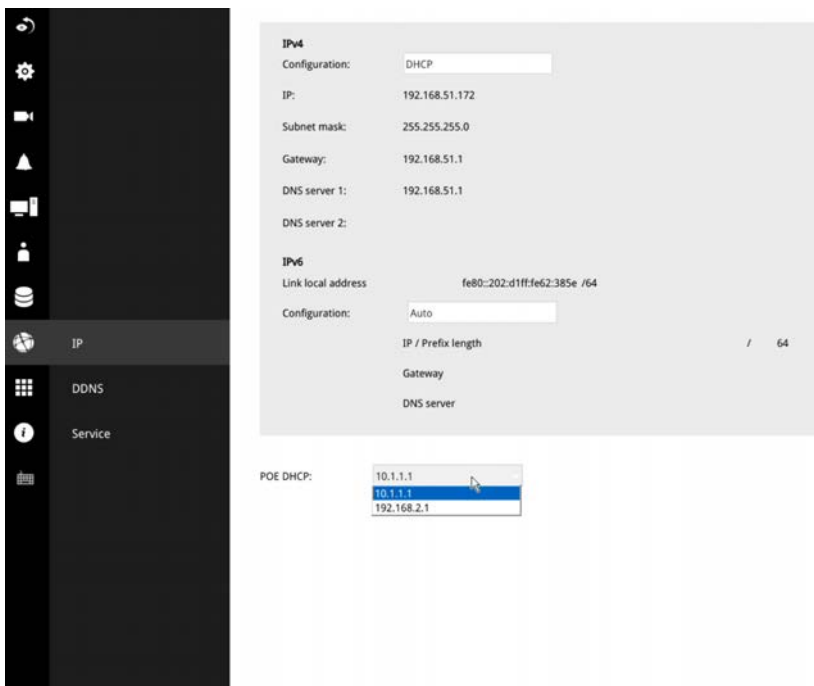 IPv4
Configuration: DHCP
IP: 192.168.51.172
Subnet mask: 255.255.255.0
Gateway: 192.168.51.1
DNS server 1: 192.168.51.1
DNS server 2:
IPv6
Link local address fe80::202:d1ff:fe62:385e /64
Configuration: Auto
IP IP / Prefix length / 64
Gateway
DDNS
DNS server
Service
POE DHCP: 10.1.1.1
10.1.1.1
192.168.2.1